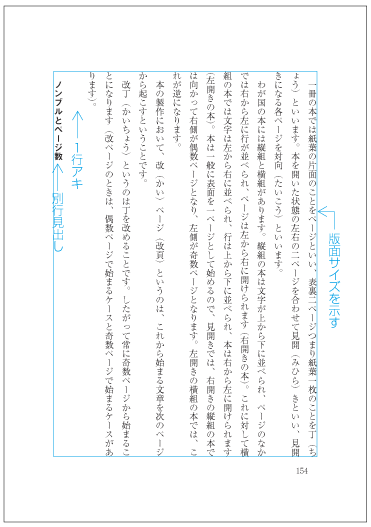 版面サイズを示す
一冊の本では紙葉の片面のことをページといい、表裏二ページつまり紙葉一枚のことを丁（ち
ょう）といいます。本を開いた状態の左右の二ページを合わせて見開（みひら）きといい、見開
きになる各ページを対向（たいこう）といいます。
わが国の本には縦組と横組があります。縦組の本は文字が上から下に並べられ、ページのなか
では右から左に行が並べられ、ページは左から右に開けられます（右開きの本）。これに対して横
組の本では文字は左から右に並べられ、行は上から下に並べられ、本は右から左に開けられます
（左開きの本）。本は一般に表面を一ページとして始めるので、見開きでは、右開きの縦組の本で
は向かって右側が偶数ページとなり、左側が奇数ページとなります。左開きの横組の本では、こ
れが逆になります。
本の製作において、改（かい）ページ（改頁）というのは、これから始まる文章を次のページ
から起こすということです。
改丁（かいちょう）というのは丁を改めることです。したがって常に奇数ページから始まるこ
とになります（改ページのときは、偶数ページで始まるケースと奇数ページで始まるケースがあ
ります）。
1行アキ
ノンブルとページ数
別行見出し
154